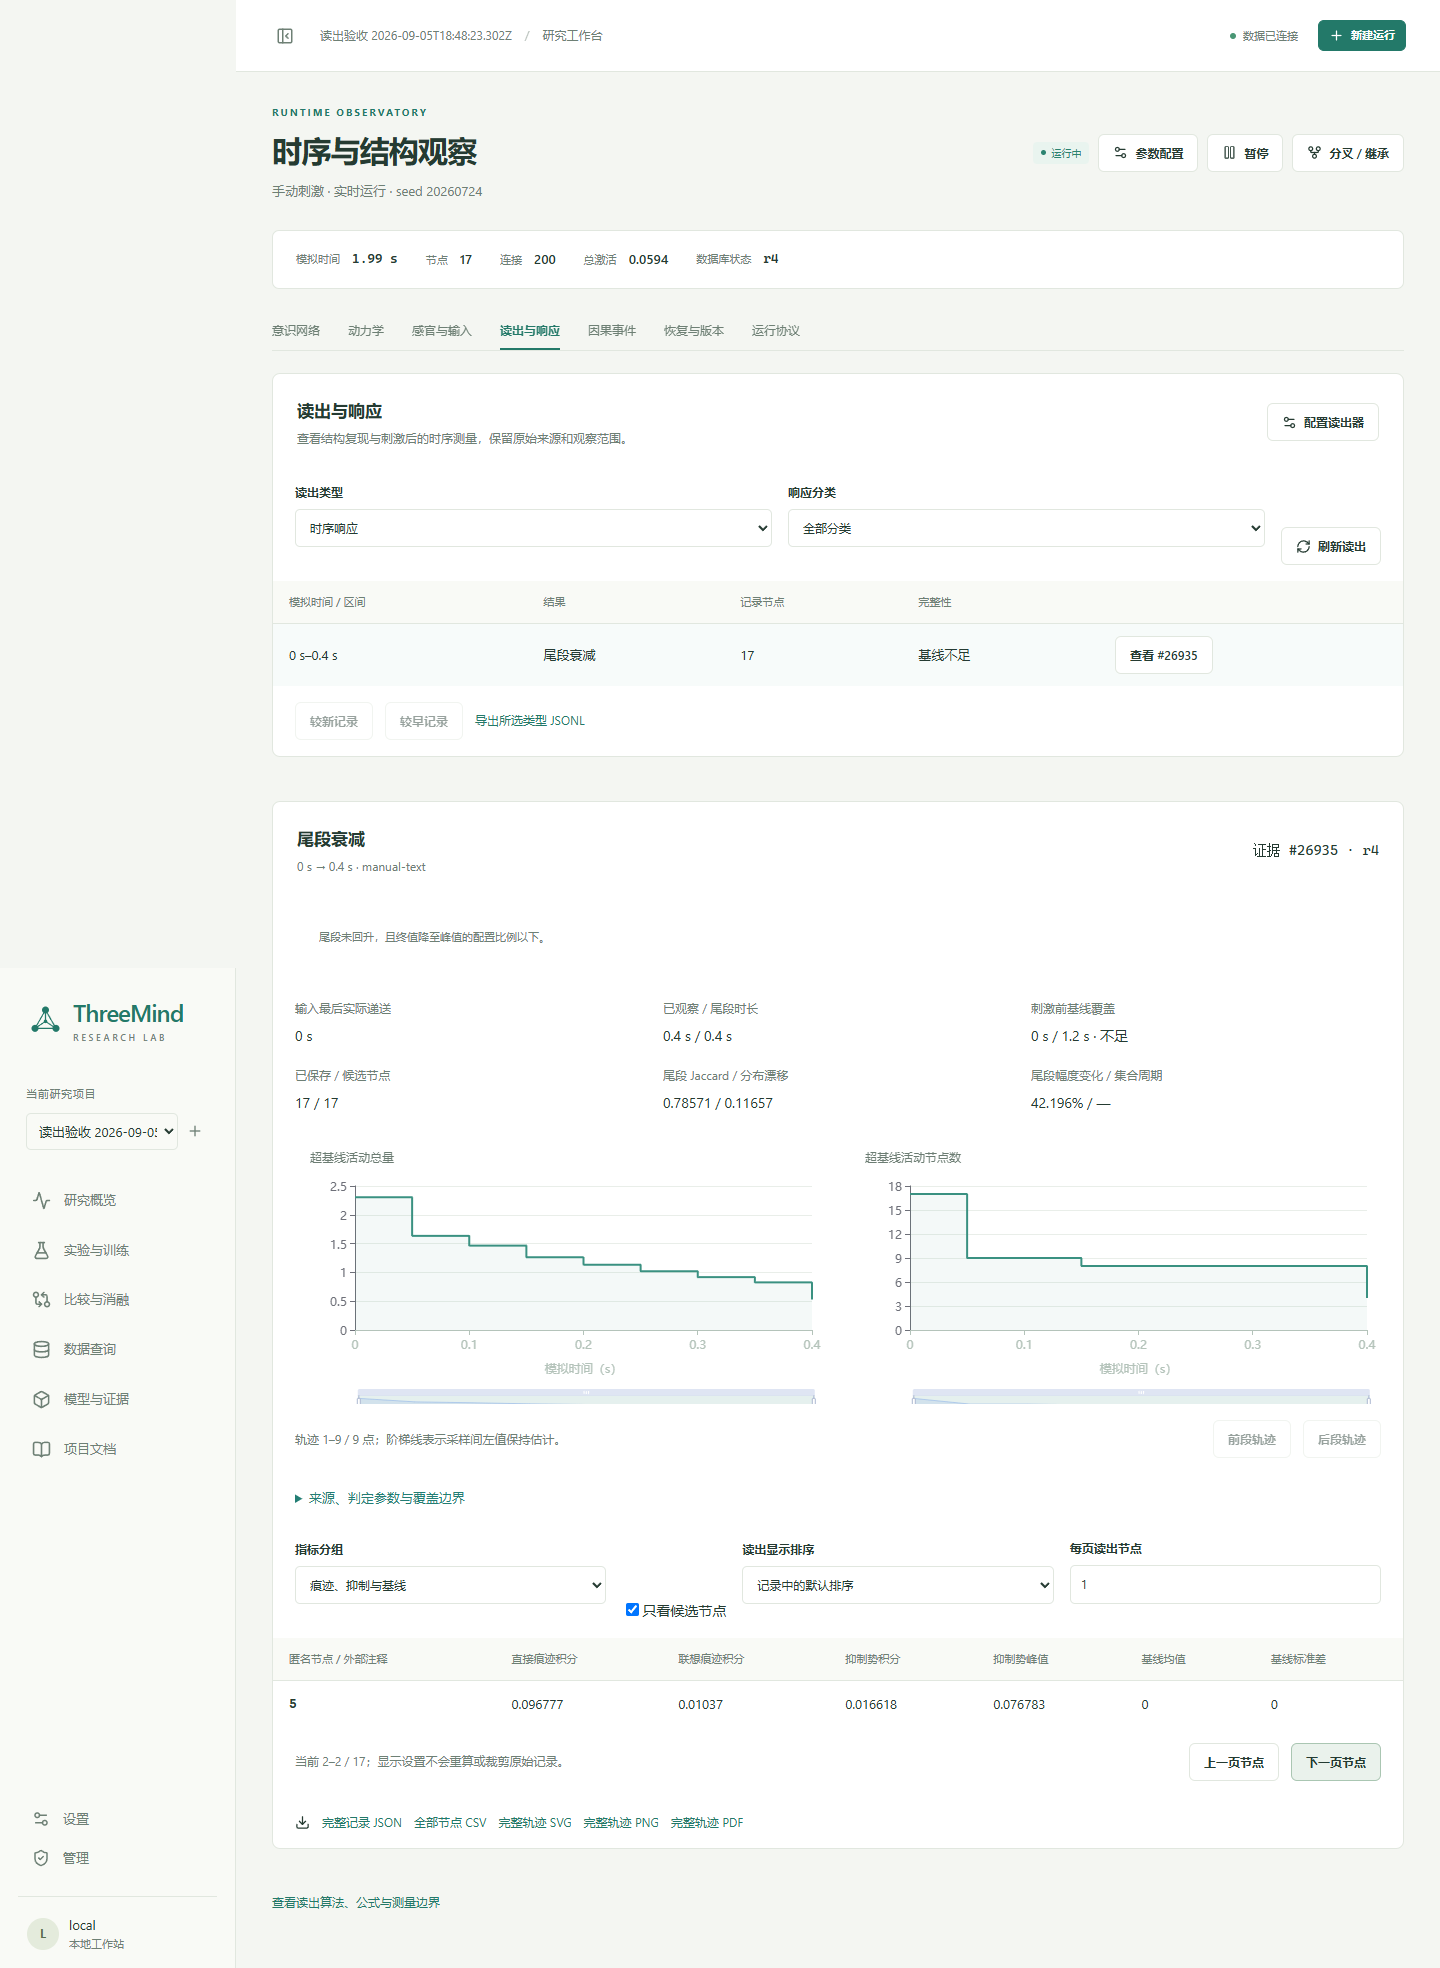 读出验收 2026-09-05T18:48:23.302Z / 研究工作台
数据已连接
新建运行
RUNTIME OBSERVATORY
时序与结构观察
手动刺激 · 实时运行 · seed 20260724
运行中
参数配置
暂停
分叉 / 继承
模拟时间 1.99 s 节点 17 连接 200 总激活 0.0594 数据库状态 r4
意识网络 动力学 感官与输入 读出与响应 因果事件 恢复与版本 运行协议
读出与响应
查看结构复现与刺激后的时序测量，保留原始来源和观察范围。
配置读出器
读出类型 响应分类
时序响应 全部分类
刷新读出
模拟时间 / 区间 结果 记录节点 完整性
0 s–0.4 s 尾段衰减 17 基线不足 查看 #26935
较新记录 较早记录 导出所选类型 JSONL
尾段衰减
0 s → 0.4 s · manual-text
证据 #26935 · r4
尾段未回升，且终值降至峰值的配置比例以下。
输入最后实际递送 已观察 / 尾段时长 刺激前基线覆盖
0 s 0.4 s / 0.4 s 0 s / 1.2 s · 不足
已保存 / 候选节点 尾段 Jaccard / 分布漂移 尾段幅度变化 / 集合周期
17 / 17 0.78571 / 0.11657 42.196% / —
超基线活动总量
2.5
2
1.5
1
0.5
0
0 0.1 0.2 0.3 0.4
模拟时间（s）
超基线活动节点数
18
15
12
9
6
3
0
0 0.1 0.2 0.3 0.4
模拟时间（s）
轨迹 1–9 / 9 点；阶梯线表示采样间左值保持估计。
前段轨迹 后段轨迹
来源、判定参数与覆盖边界
指标分组 读出显示排序 每页读出节点
痕迹、抑制与基线 只看候选节点 记录中的默认排序 1
匿名节点 / 外部注释 直接痕迹积分 联想痕迹积分 抑制势积分 抑制势峰值 基线均值 基线标准差
5 0.096777 0.01037 0.016618 0.076783 0 0
当前 2–2 / 17；显示设置不会重算或裁剪原始记录。
上一页节点 下一页节点
完整记录 JSON 全部节点 CSV 完整轨迹 SVG 完整轨迹 PNG 完整轨迹 PDF
查看读出算法、公式与测量边界
ThreeMind
RESEARCH LAB
当前研究项目
读出验收 2026-09-05
研究概览
实验与训练
比较与消融
数据查询
模型与证据
项目文档
设置
管理
L
local
本地工作站